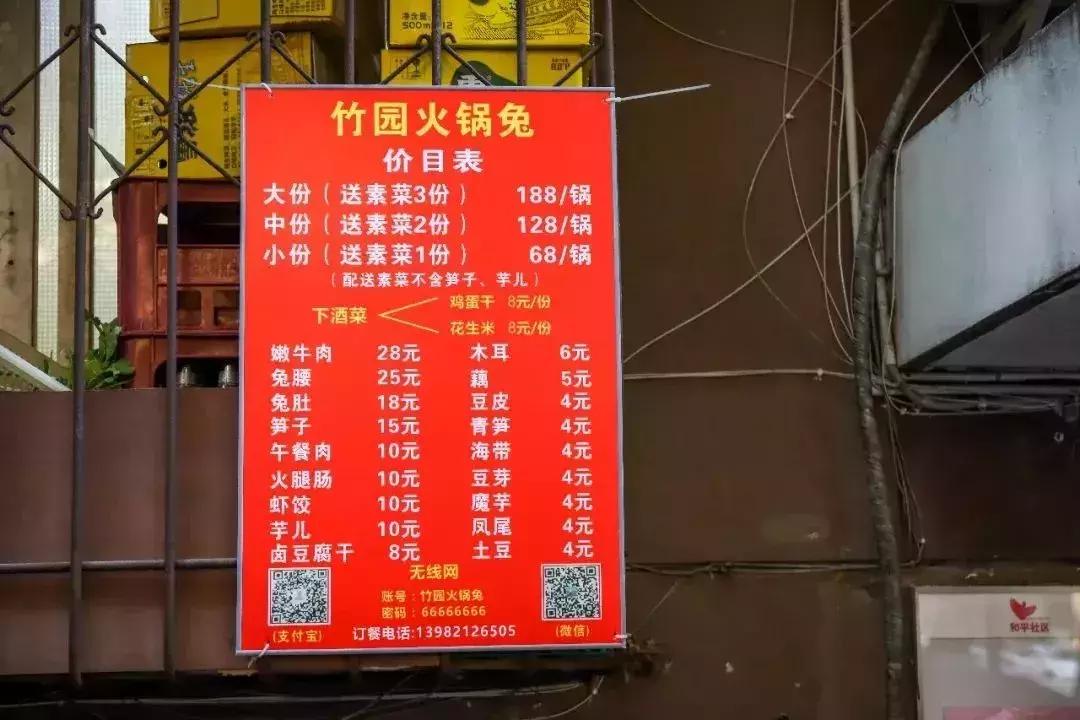 500ml×12
竹园火锅兔
价目表
大份（送素菜3份） 188/锅
中份（送素菜2份） 128/锅
小份（送素菜1份） 68/锅
（配送素菜不含笋子、芋儿）
下酒菜
鸡蛋干 8元/份
花生米 8元/份
嫩牛肉 28元 木耳 6元
兔腰 25元 藕 5元
兔肚 18元 豆皮 4元
笋子 15元 青笋 4元
午餐肉 10元 海带 4元
火腿肠 10元 豆芽 4元
虾饺 10元 魔芋 4元
芋儿 10元 凤尾 4元
卤豆腐干 8元 土豆 4元
无线网
账号：竹园火锅兔
密码：66666666
(支付宝) 订餐电话:13982126505 (微信)
和平社区